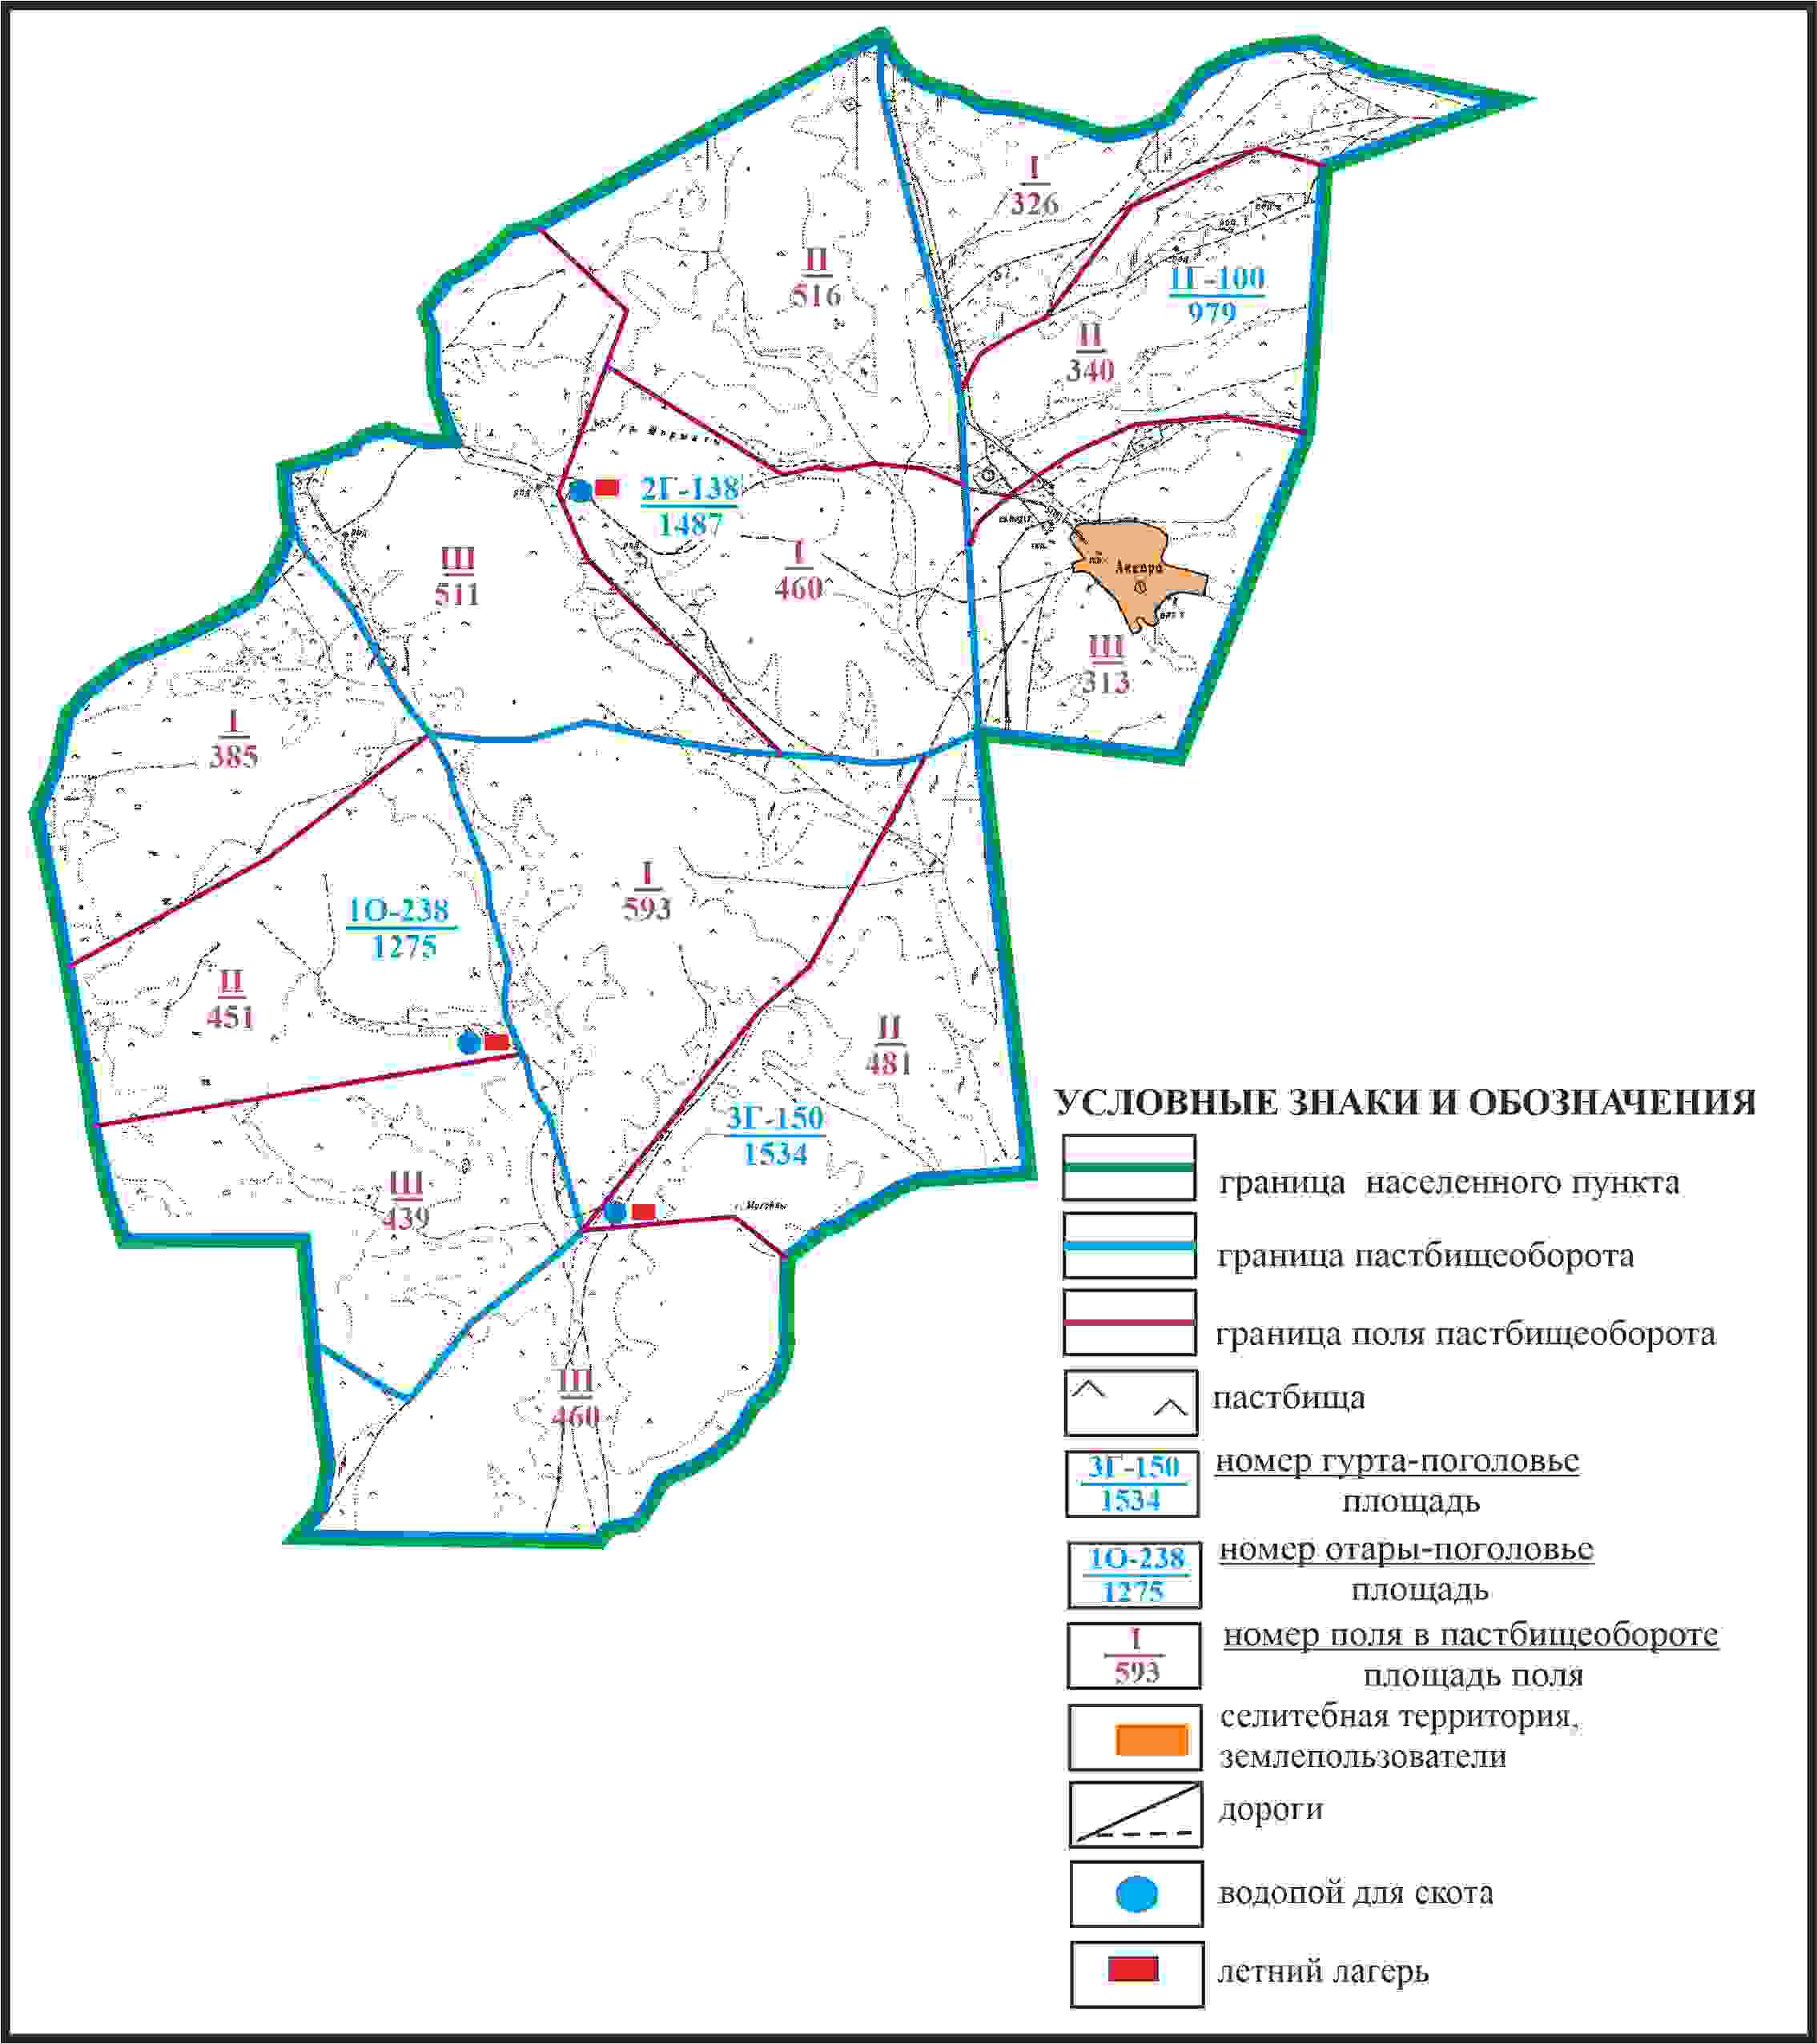 I
326
II
516
1Г-100
979
II
340
2Г-138
1487
III
511
I
460
Аккора
III
313
I
385
I
593
1О-238
1275
II
451
II
481
3Г-150
1534
III
439
III
460
УСЛОВНЫЕ ЗНАКИ И ОБОЗНАЧЕНИЯ
граница населенного пункта
граница пастбищеоборота
граница поля пастбищеоборота
пастбища
3Г-150
1534
номер гурта-поголовье
площадь
1О-238
1275
номер отары-поголовье
площадь
I
593
номер поля в пастбищеобороте
площадь поля
селитебная территория,
землепользователи
дороги
водопой для скота
летний лагерь